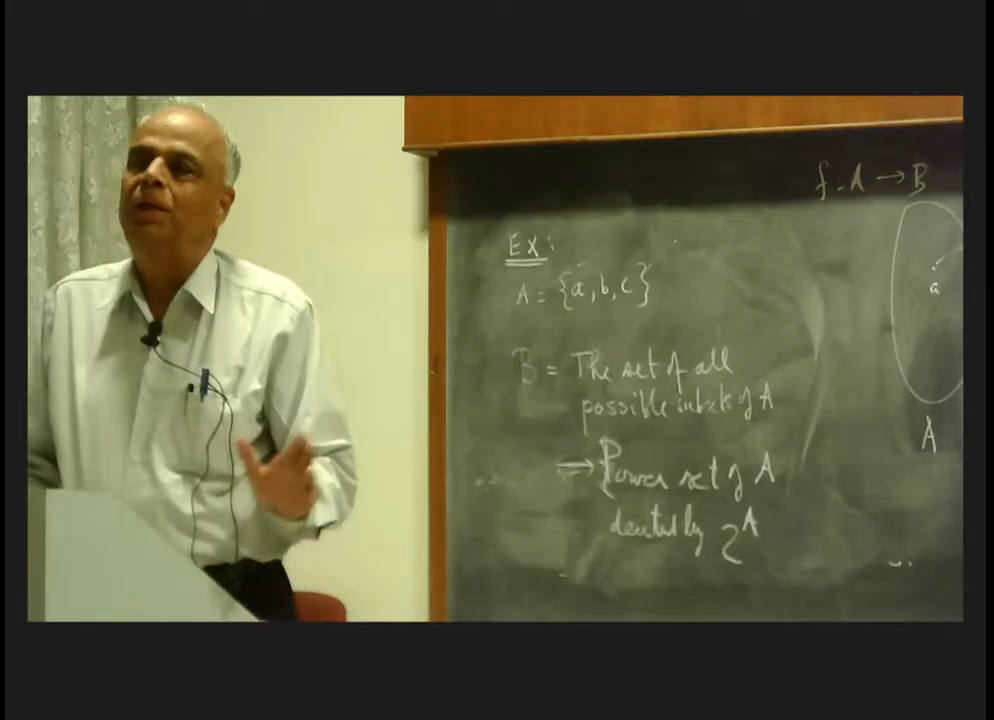 f : A → B
Ex:
A = {a, b, c}
B = The set of all
possible subsets of A
⇒ Power set of A
denoted by 2^A
a
A